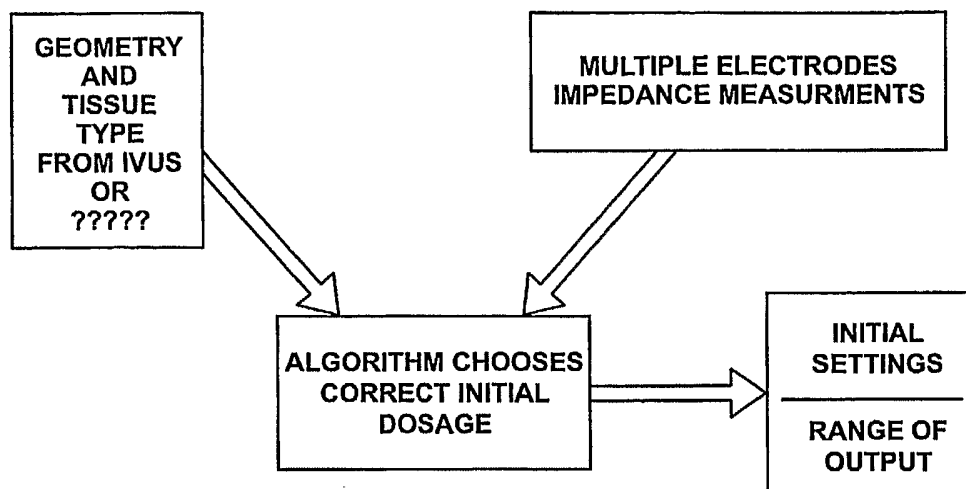 GEOMETRY
AND
TISSUE
TYPE
FROM IVUS
OR
?????
MULTIPLE ELECTRODES
IMPEDANCE MEASURMENTS
ALGORITHM CHOOSES
CORRECT INITIAL
DOSAGE
INITIAL
SETTINGS
RANGE OF
OUTPUT